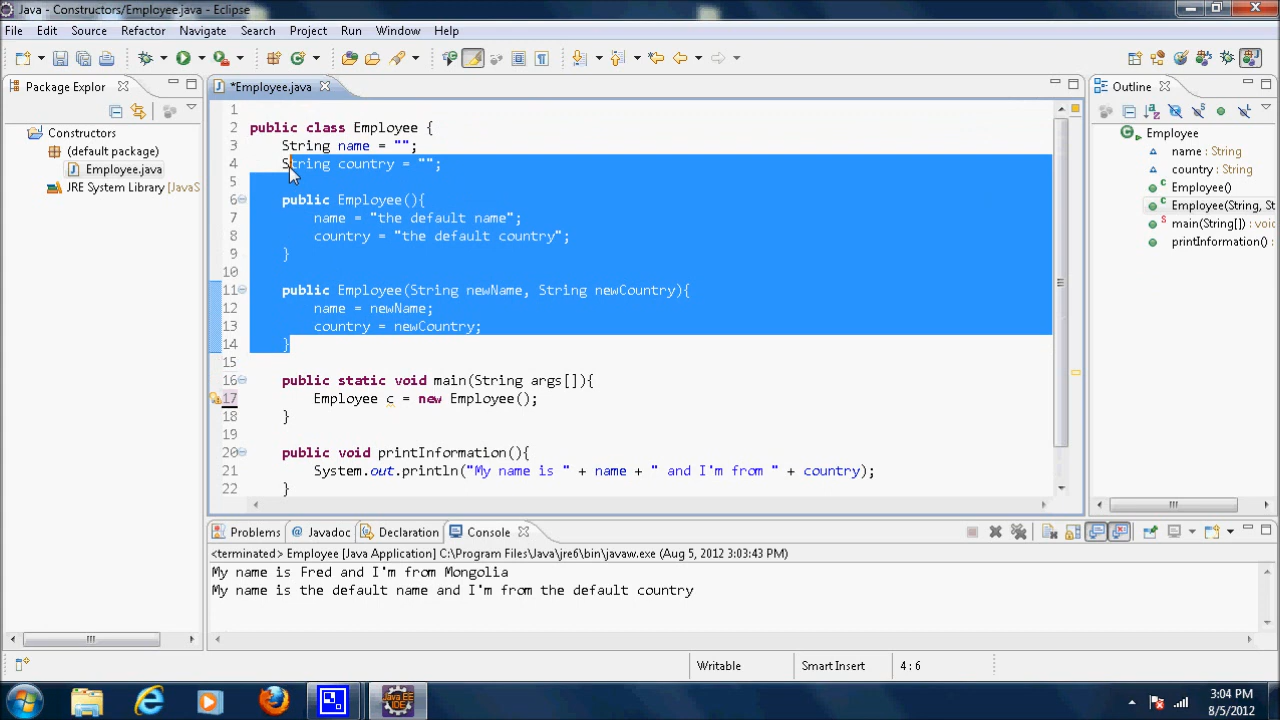 Java - Constructors/Employee.java - Eclipse
File Edit Source Refactor Navigate Search Project Run Window Help
Package Explor
Constructors
(default package)
Employee.java
JRE System Library [JavaS
*Employee.java
1
2 public class Employee {
3 String name = "";
4 String country = "";
5
6 public Employee(){
7 name = "the default name";
8 country = "the default country";
9 }
10
11 public Employee(String newName, String newCountry){
12 name = newName;
13 country = newCountry;
14 }
15
16 public static void main(String args[]){
17 Employee c = new Employee();
18 }
19
20 public void printInformation(){
21 System.out.println("My name is " + name + " and I'm from " + country);
22 }
Outline
Employee
name : String
country : String
Employee()
Employee(String, St
main(String[]) : voi
printInformation() :
Problems @ Javadoc Declaration Console
<terminated> Employee [Java Application] C:\Program Files\Java\jre6\bin\javaw.exe (Aug 5, 2012 3:03:43 PM)
My name is Fred and I'm from Mongolia
My name is the default name and I'm from the default country
Writable Smart Insert 4 : 6
Java EE
IDE
3:04 PM
8/5/2012